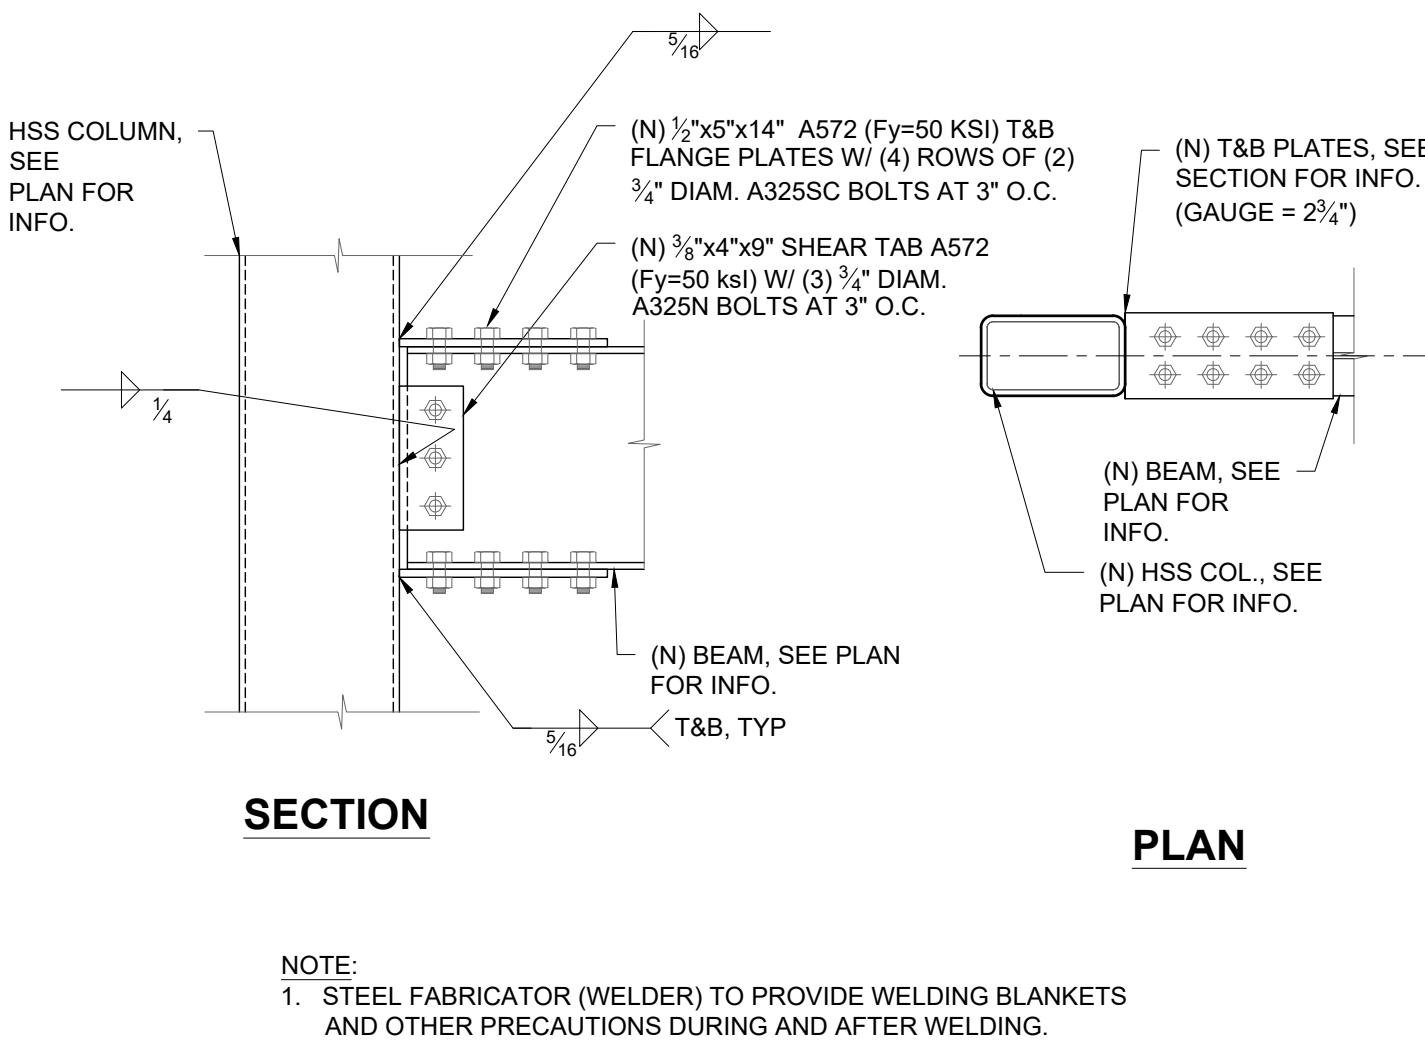 5/16
HSS COLUMN,
SEE
PLAN FOR
INFO.
(N) 1/2"x5"x14" A572 (Fy=50 KSI) T&B
FLANGE PLATES W/ (4) ROWS OF (2)
3/4" DIAM. A325SC BOLTS AT 3" O.C.
(N) 3/8"x4"x9" SHEAR TAB A572
(Fy=50 ksI) W/ (3) 3/4" DIAM.
A325N BOLTS AT 3" O.C.
1/4
(N) BEAM, SEE PLAN
FOR INFO.
5/16
T&B, TYP
SECTION
(N) T&B PLATES, SEE
SECTION FOR INFO.
(GAUGE = 2 3/4")
(N) BEAM, SEE
PLAN FOR
INFO.
(N) HSS COL., SEE
PLAN FOR INFO.
PLAN
NOTE:
1. STEEL FABRICATOR (WELDER) TO PROVIDE WELDING BLANKETS
AND OTHER PRECAUTIONS DURING AND AFTER WELDING.